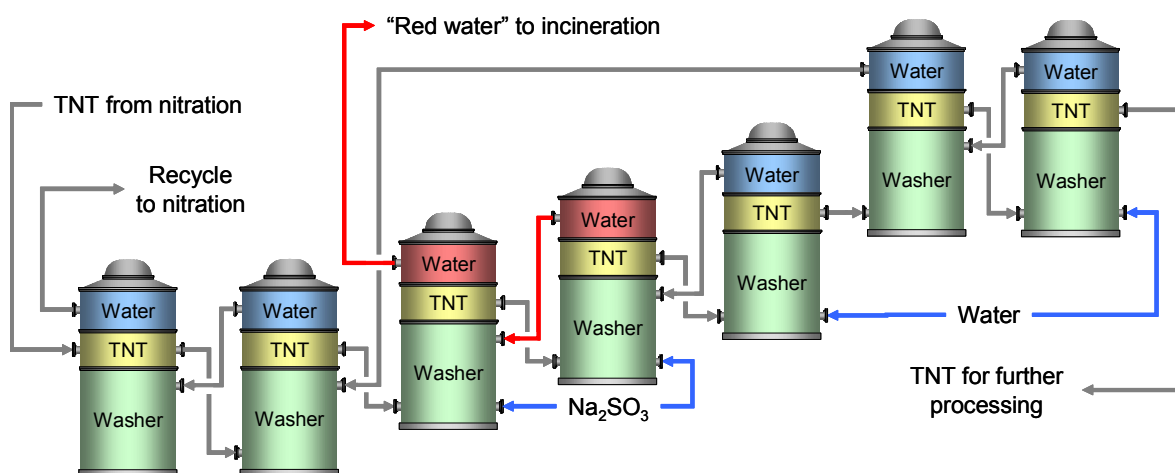 “Red water” to incineration
TNT from nitration
Recycle
to nitration
Water
TNT
Washer
Water
TNT
Washer
Water
TNT
Washer
Water
TNT
Washer
Water
TNT
Washer
Water
TNT
Washer
Water
TNT
Washer
Na₂SO₃
Water
TNT for further
processing